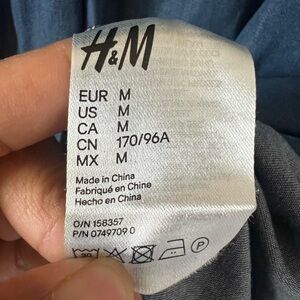 H&M
EUR M
US M
CA M
CN 170/96A
MX M
Made in China
Fabriqué en Chine
Hecho en China
O/N 158357
P/N 0749709 0
30
P